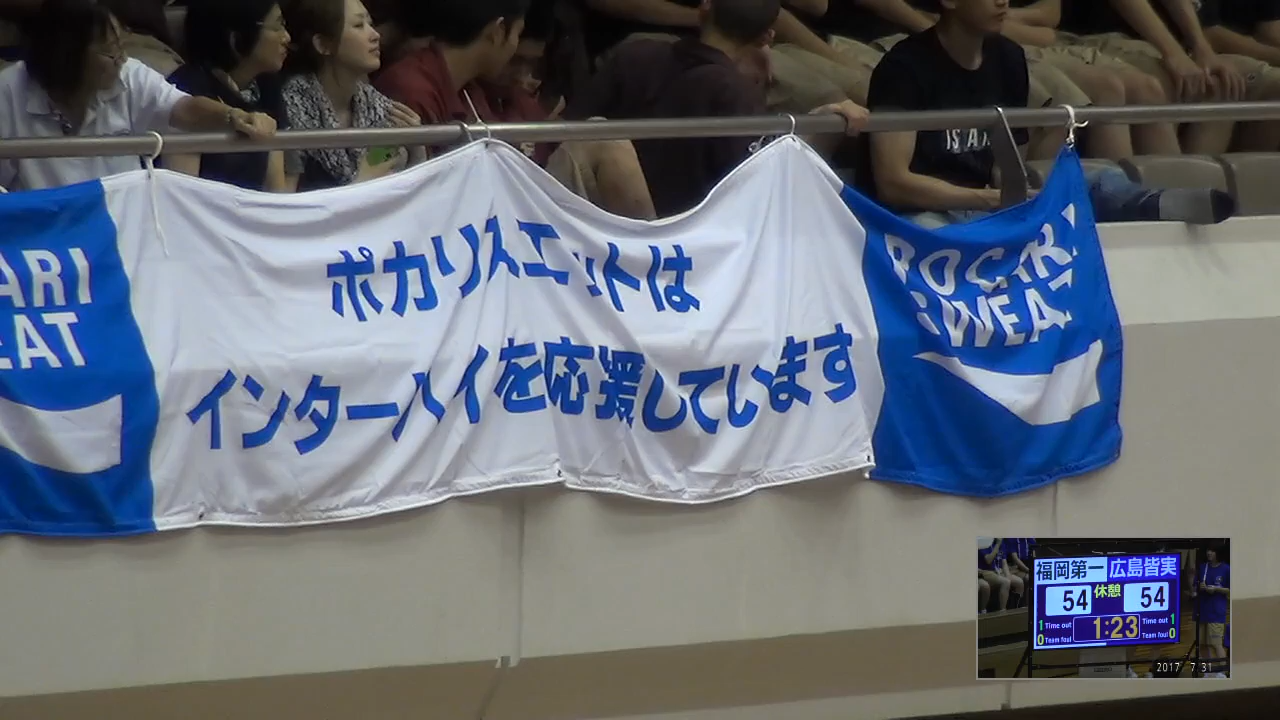 ARI
EAT
ポカリスエットは
インターハイを応援しています
POCARI
SWEAT
福岡第一 広島皆実
54 休憩 54
1 Time out 1:23 Time out 1
0 Team foul Team foul 0
2017 7 31